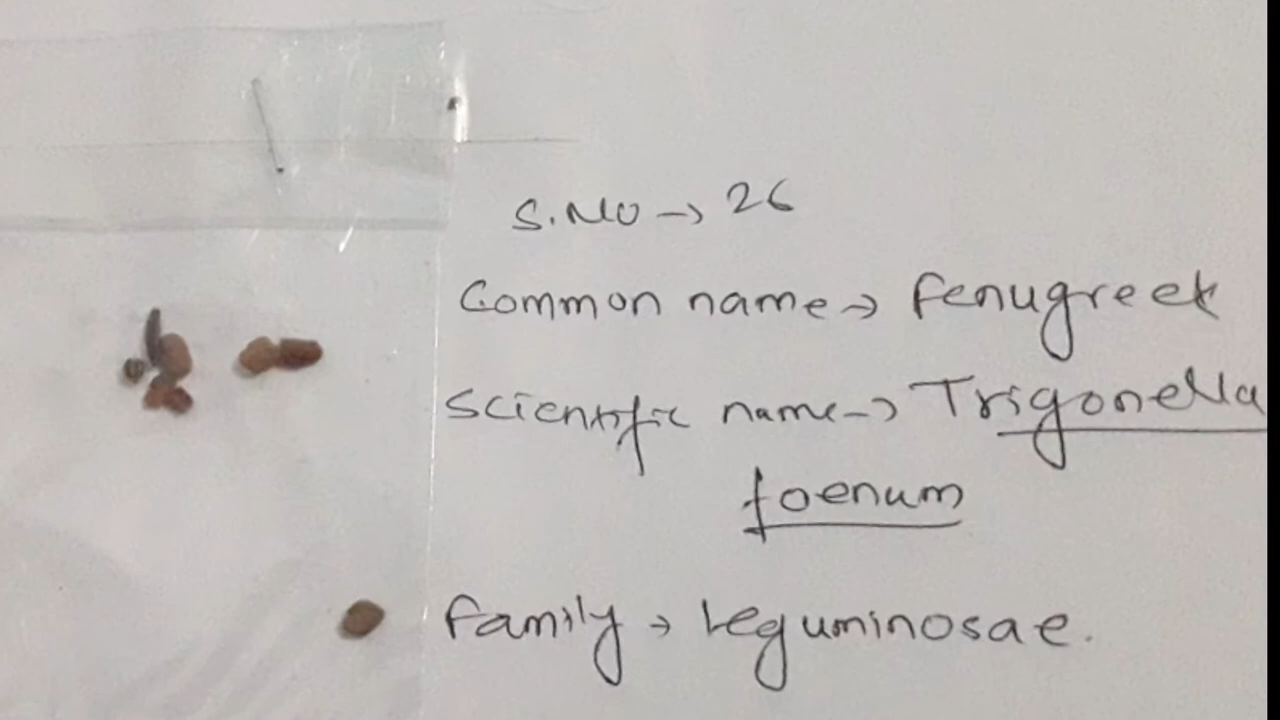 S.No → 26
Common name → Fenugreek
Scientific name → Trigonella
foenum
Family → Leguminosae.